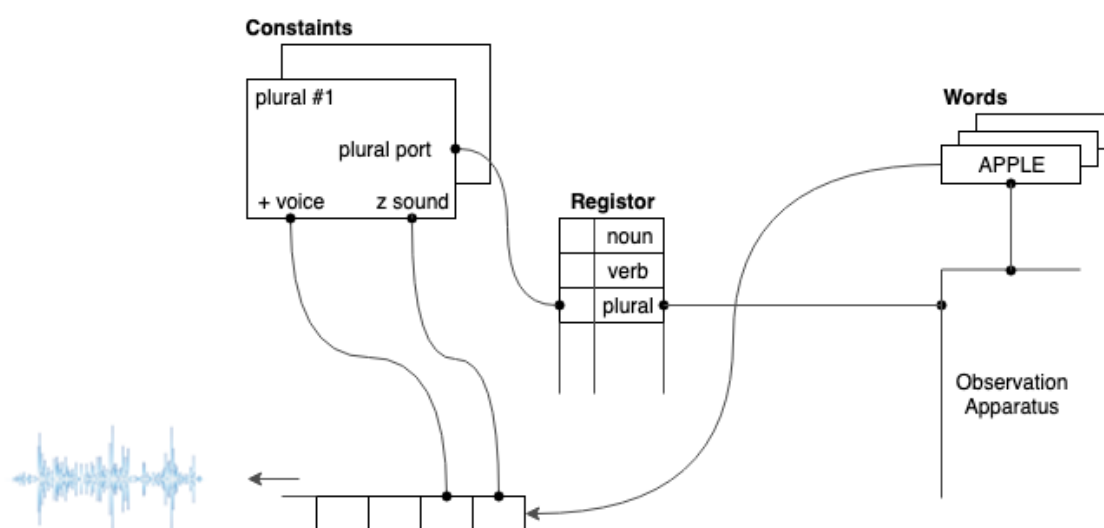 Constaints
plural #1
plural port
+ voice
z sound
Registor
noun
verb
plural
Words
APPLE
Observation
Apparatus